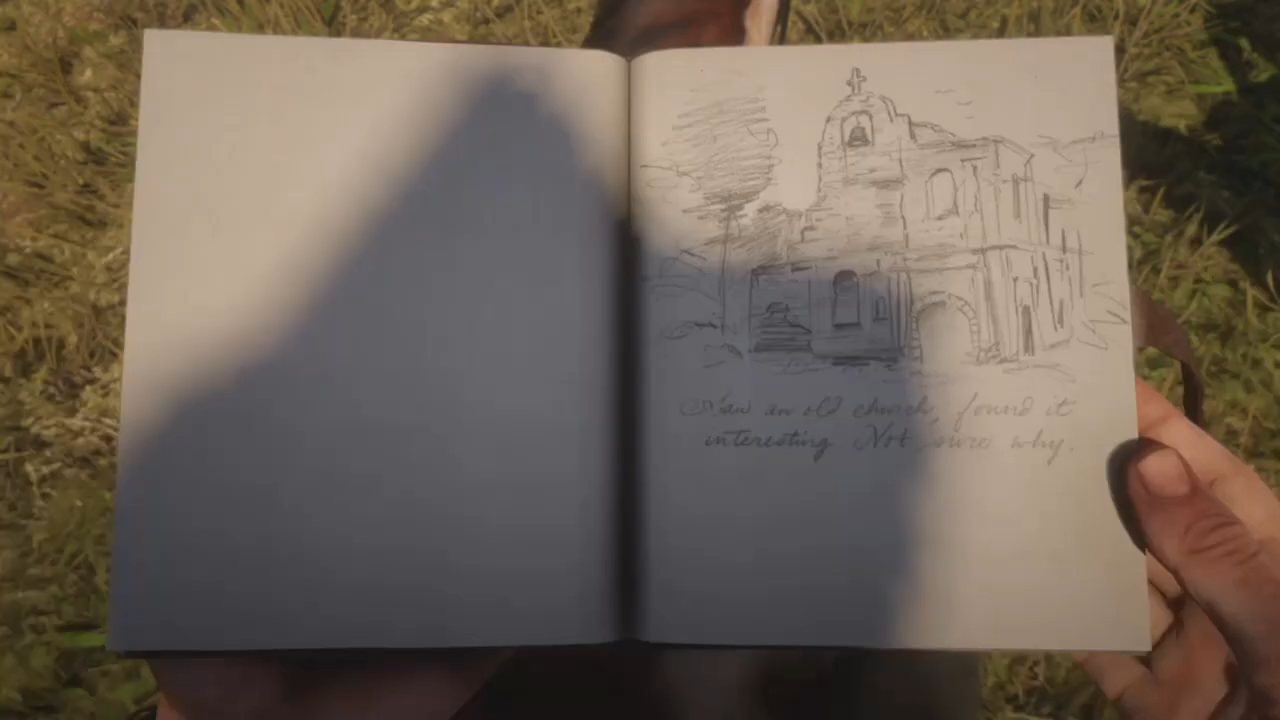 Saw an old church, found it
interesting. Not sure why.